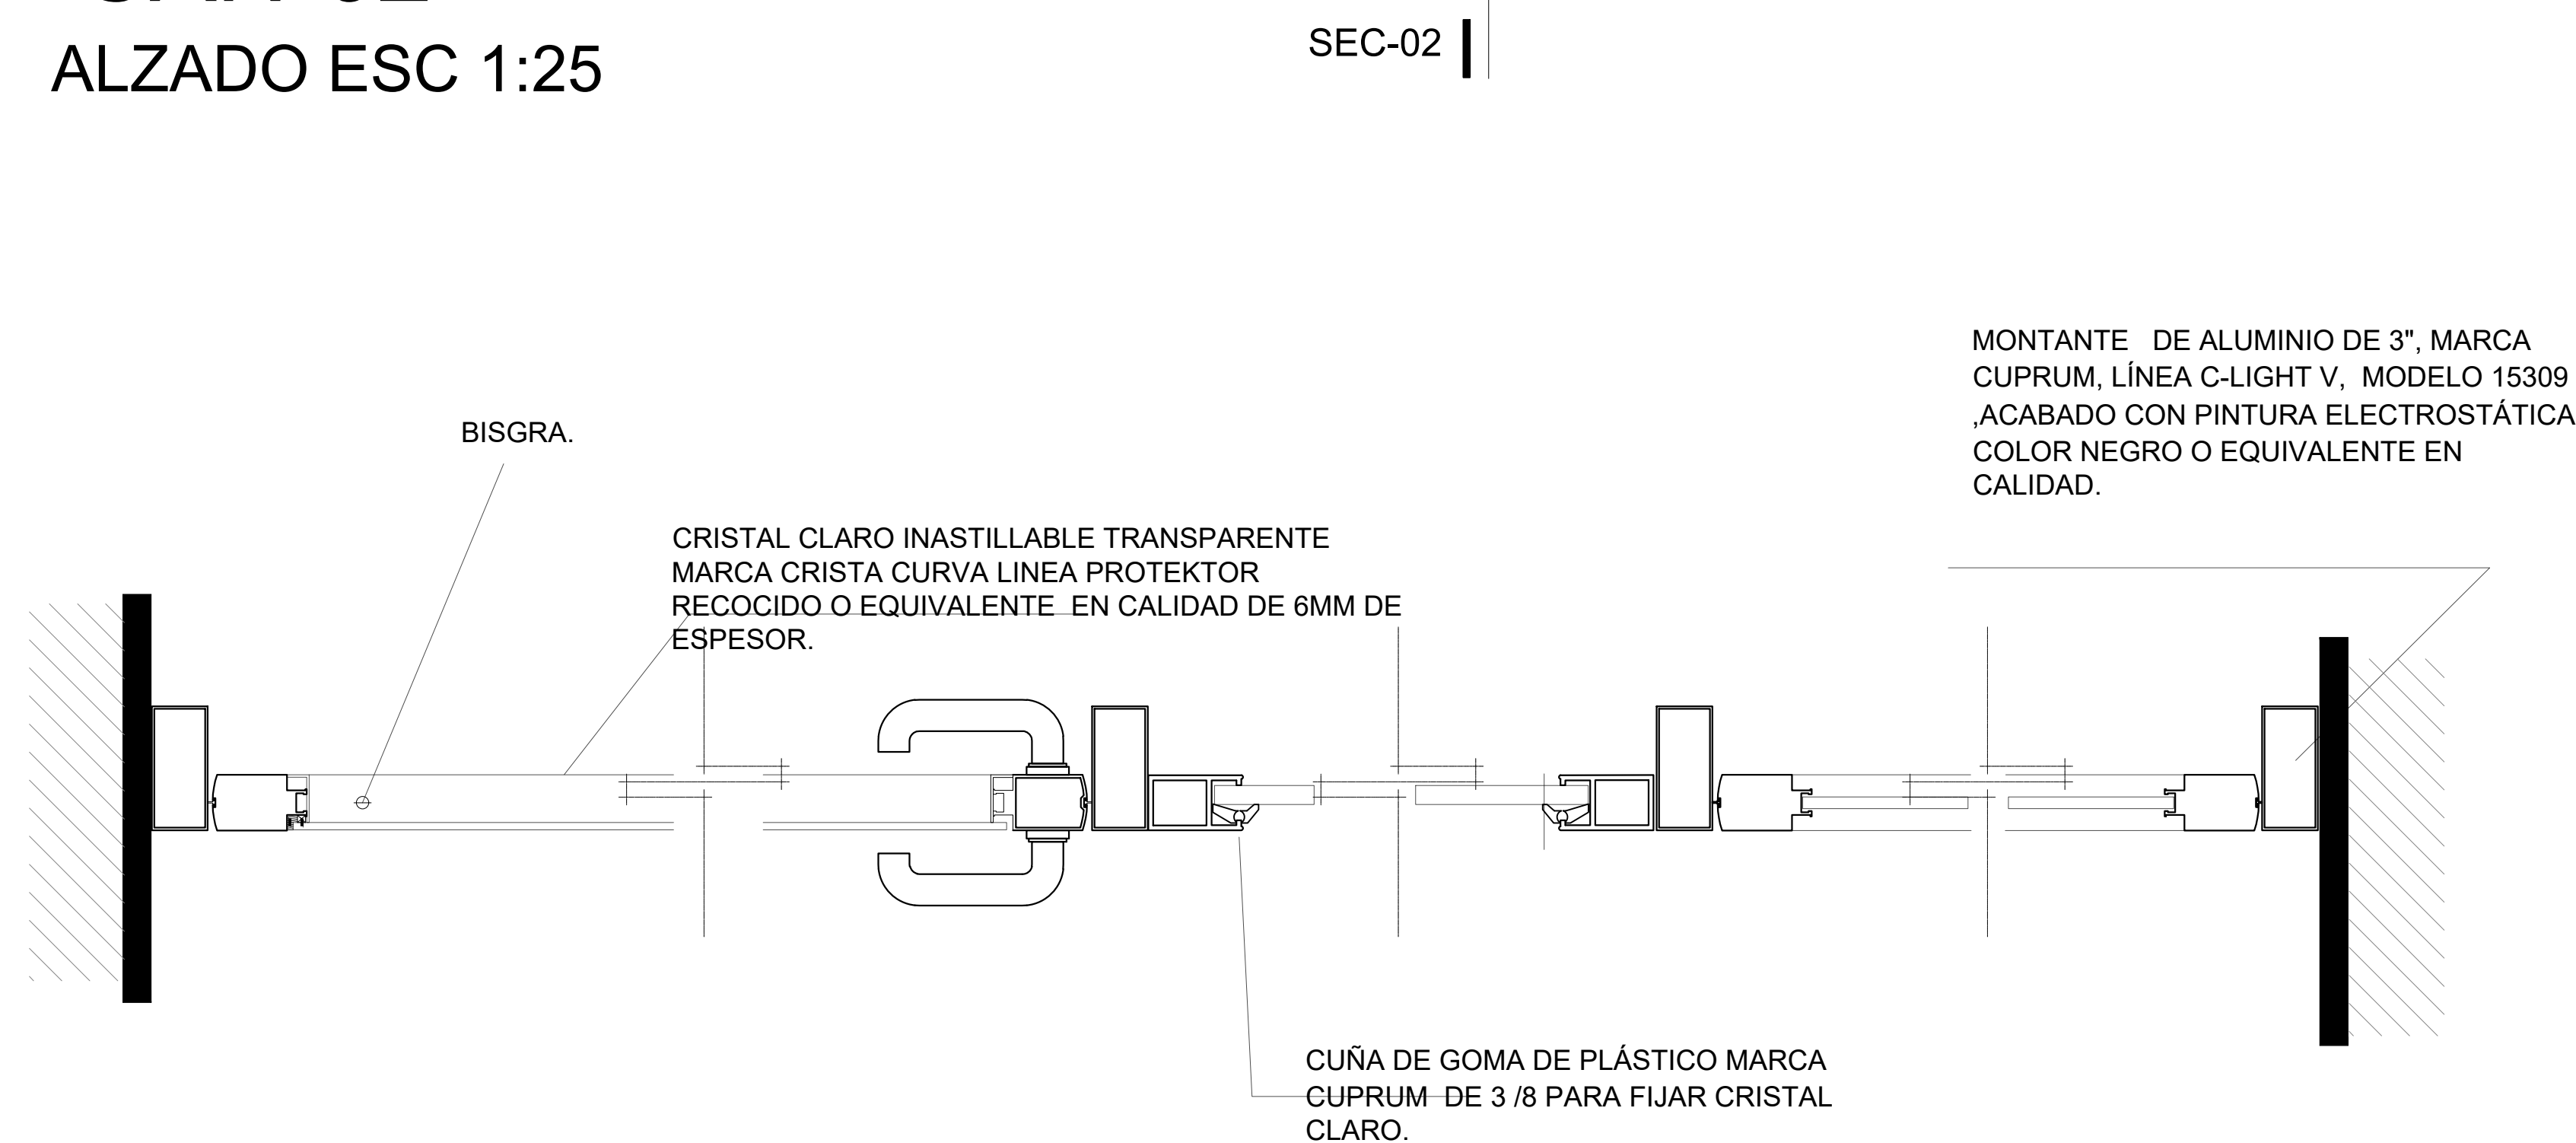 ALZADO ESC 1:25
SEC-02
BISGRA.
CRISTAL CLARO INASTILLABLE TRANSPARENTE
MARCA CRISTA CURVA LINEA PROTEKTOR
RECOCIDO O EQUIVALENTE EN CALIDAD DE 6MM DE
ESPESOR.
MONTANTE DE ALUMINIO DE 3", MARCA
CUPRUM, LÍNEA C-LIGHT V, MODELO 15309
,ACABADO CON PINTURA ELECTROSTÁTICA
COLOR NEGRO O EQUIVALENTE EN
CALIDAD.
CUÑA DE GOMA DE PLÁSTICO MARCA
CUPRUM DE 3 /8 PARA FIJAR CRISTAL
CLARO.